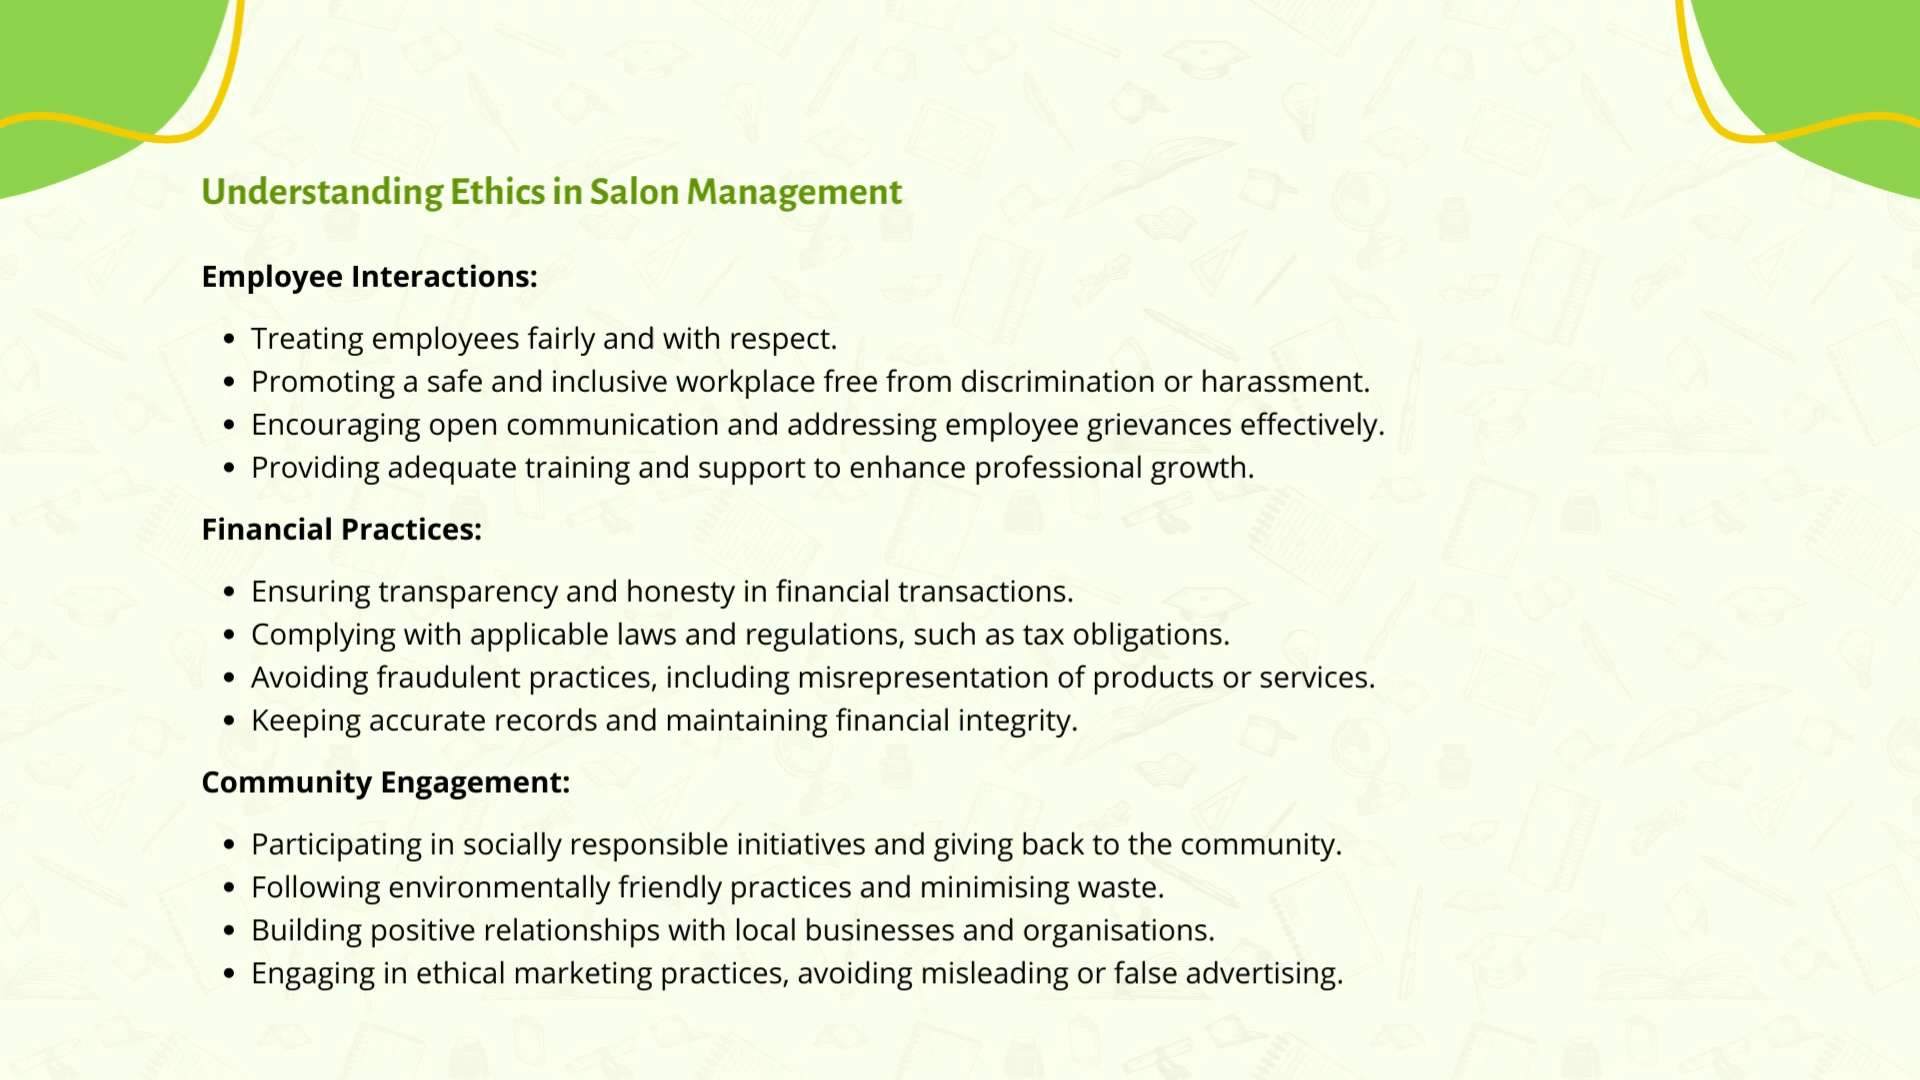 Understanding Ethics in Salon Management
Employee Interactions:
• Treating employees fairly and with respect.
• Promoting a safe and inclusive workplace free from discrimination or harassment.
• Encouraging open communication and addressing employee grievances effectively.
• Providing adequate training and support to enhance professional growth.
Financial Practices:
• Ensuring transparency and honesty in financial transactions.
• Complying with applicable laws and regulations, such as tax obligations.
• Avoiding fraudulent practices, including misrepresentation of products or services.
• Keeping accurate records and maintaining financial integrity.
Community Engagement:
• Participating in socially responsible initiatives and giving back to the community.
• Following environmentally friendly practices and minimising waste.
• Building positive relationships with local businesses and organisations.
• Engaging in ethical marketing practices, avoiding misleading or false advertising.